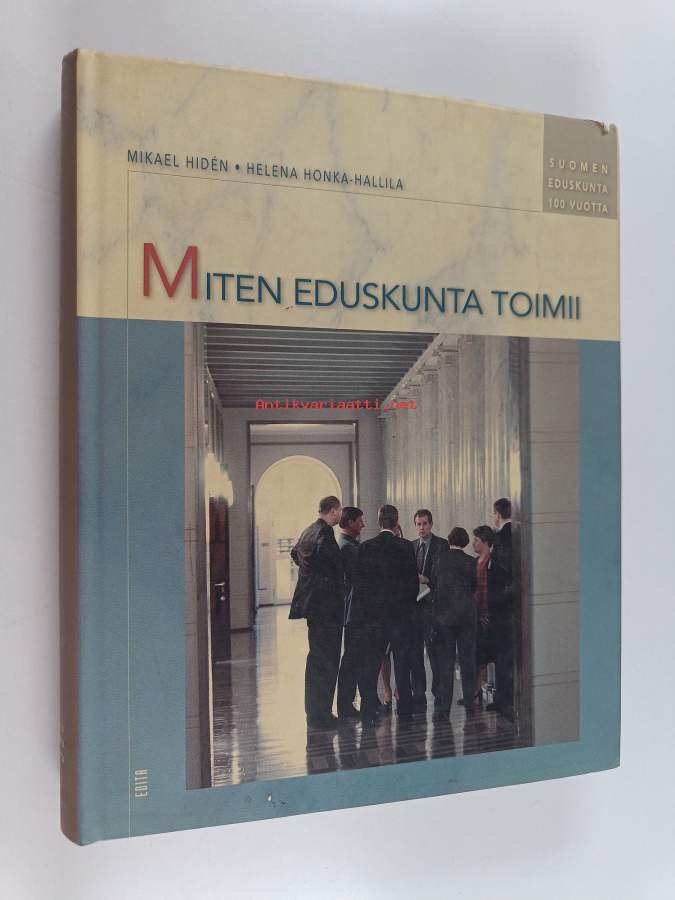 MIKAEL HIDÉN • HELENA HONKA-HALLILA
SUOMEN
EDUSKUNTA
100 VUOTTA
MITEN EDUSKUNTA TOIMII
Antikvariaatti.net
EDITA